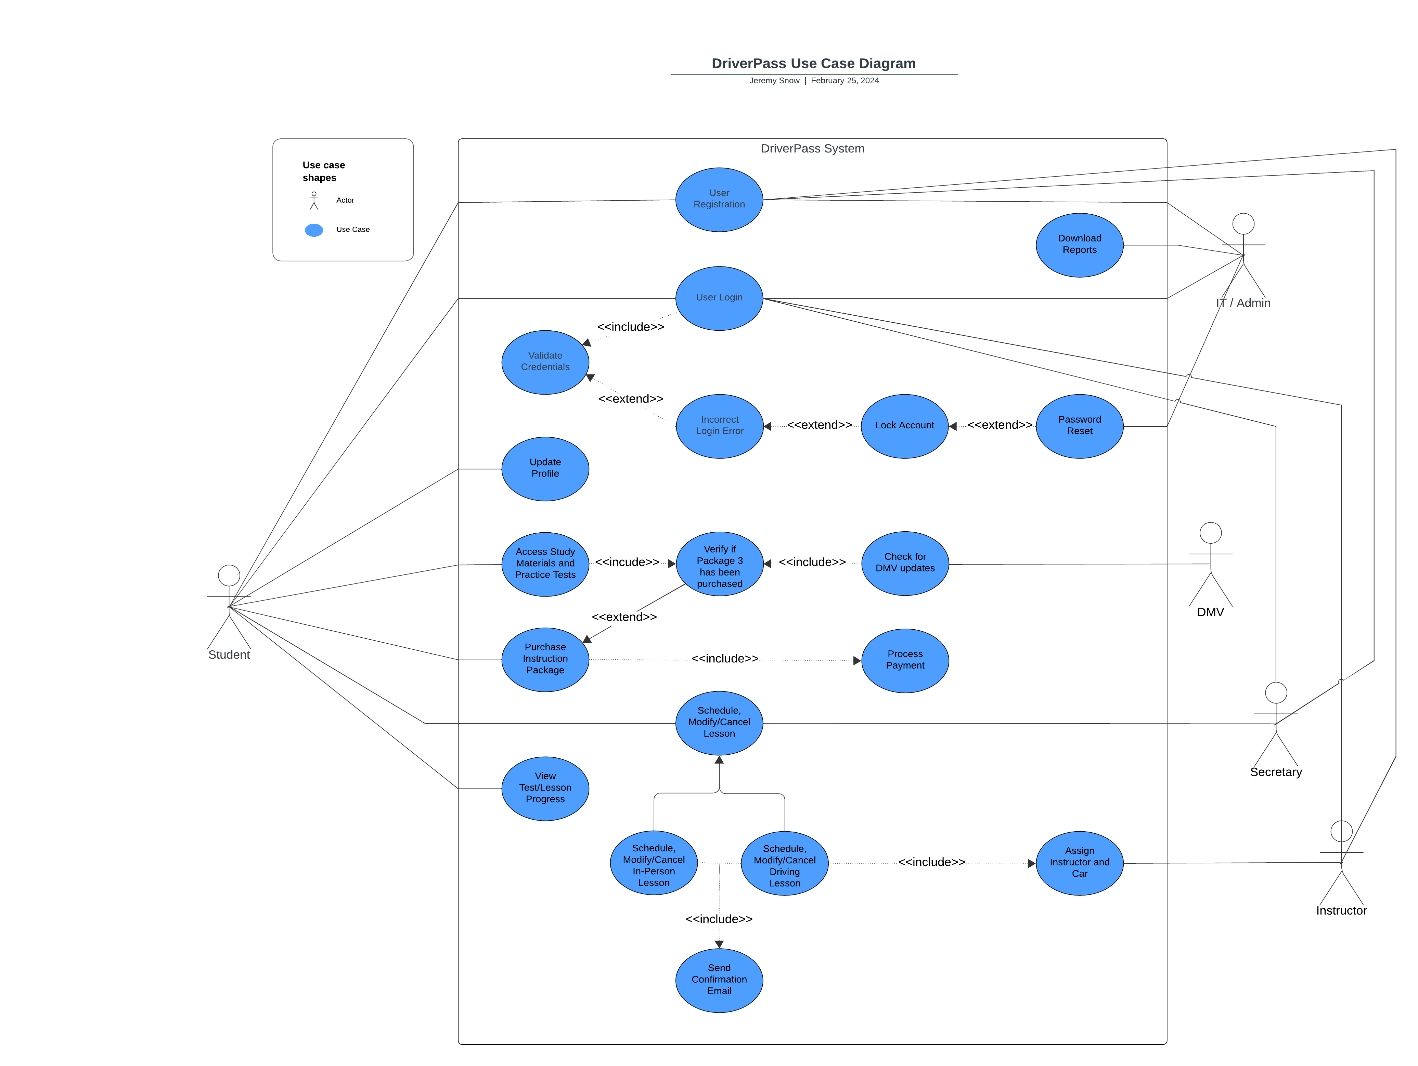 DriverPass Use Case Diagram
Jeremy Snow | February 25, 2024
Use case
shapes
Actor
Use Case
DriverPass System
User
Registration
Download
Reports
IT / Admin
User Login
<<include>>
Validate
Credentials
<<extend>>
Incorrect
Login Error
<<extend>>
Lock Account
<<extend>>
Password
Reset
Update
Profile
Access Study
Materials and
Practice Tests
<<incude>>
Verify if
Package 3
has been
purchased
<<include>>
Check for
DMV updates
DMV
<<extend>>
Student
Purchase
Instruction
Package
<<include>>
Process
Payment
Schedule,
Modify/Cancel
Lesson
Secretary
View
Test/Lesson
Progress
Schedule,
Modify/Cancel
In-Person
Lesson
Schedule,
Modify/Cancel
Driving
Lesson
<<include>>
Assign
Instructor and
Car
Instructor
<<include>>
Send
Confirmation
Email